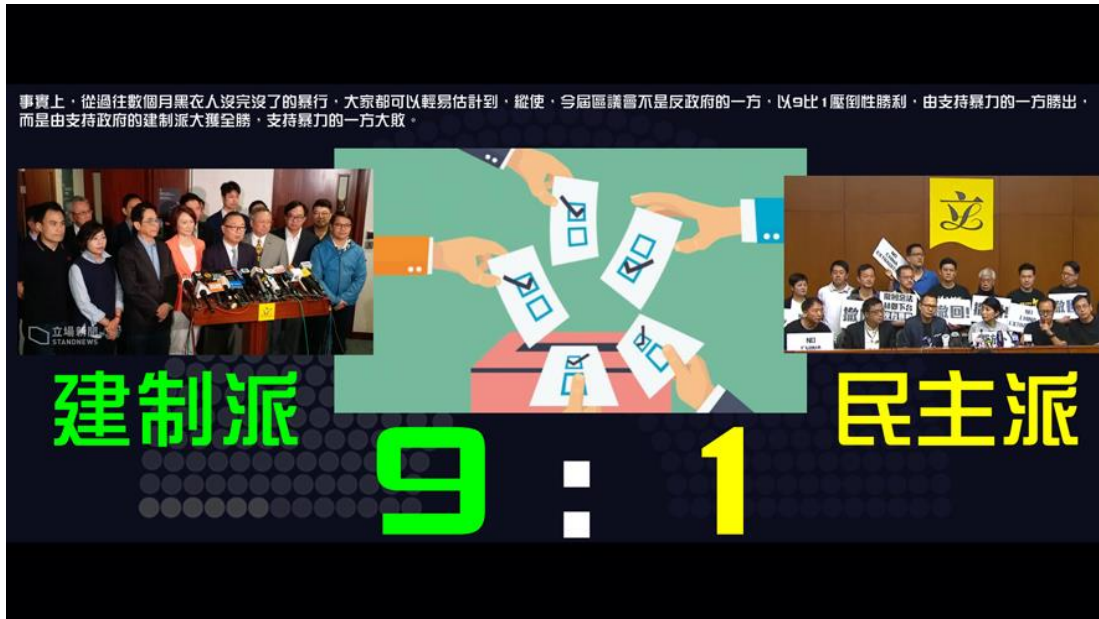 事實上，從過往數個月黑衣人沒完沒了的暴行，大家都可以輕易估計到，縱使，今屆區議會不是反政府的一方，以9比1壓倒性勝利，由支持暴力的一方勝出，
而是由支持政府的建制派大獲全勝，支持暴力的一方大敗。
立
立場新聞
STANDNEWS
撤回!
NO
建制派
民主派
9 : 1